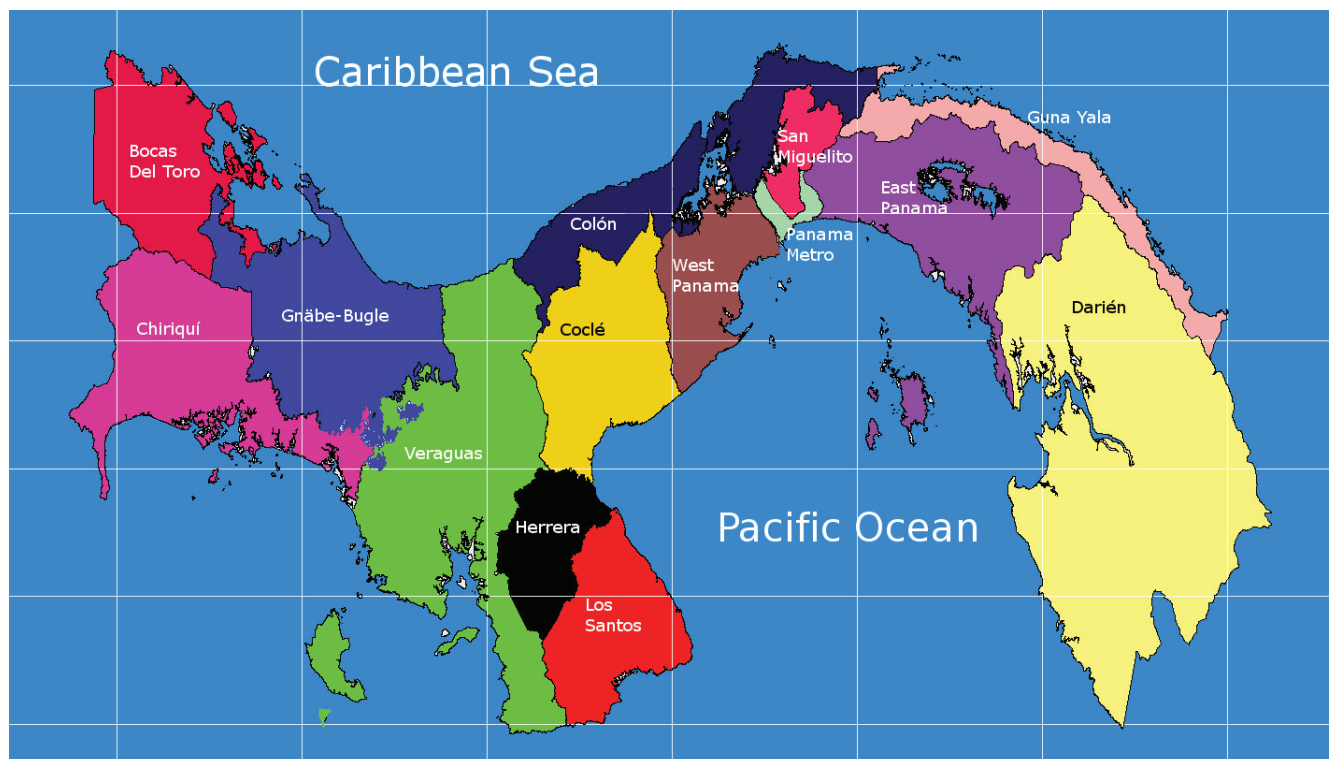 Caribbean Sea
Guna Yala
San
Miguelito
Bocas
Del Toro
East
Panama
Colón
Panama
Metro
West
Panama
Darién
Gnäbe-Bugle
Chiriquí
Coclé
Veraguas
Herrera
Pacific Ocean
Los
Santos